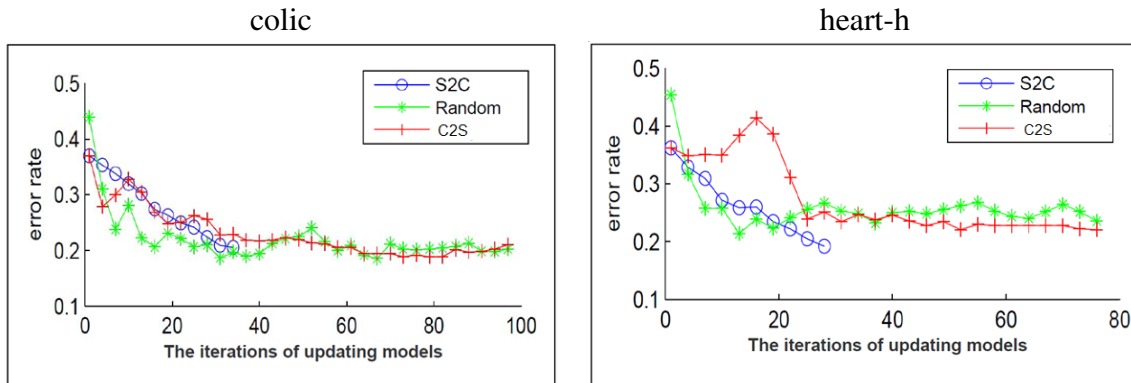 colic
0.5
0.4
0.3
0.2
0.1
error rate
S2C
Random
C2S
0
20
40
60
80
100
The iterations of updating models
heart-h
0.5
0.4
0.3
0.2
0.1
error rate
S2C
Random
C2S
0
20
40
60
80
The iterations of updating models